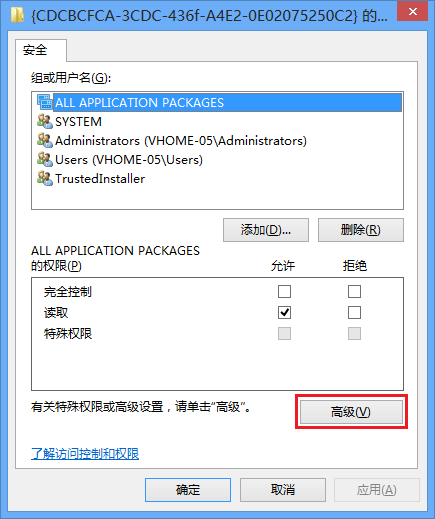 {CDCBCFCA-3CDC-436f-A4E2-0E02075250C2} 的...
安全
组或用户名(G):
ALL APPLICATION PACKAGES
SYSTEM
Administrators (VHOME-05\Administrators)
Users (VHOME-05\Users)
TrustedInstaller
添加(D)... 删除(R)
ALL APPLICATION PACKAGES
的权限(P) 允许 拒绝
完全控制
读取
特殊权限
有关特殊权限或高级设置，请单击“高级”。 高级(V)
了解访问控制和权限
确定 取消 应用(A)